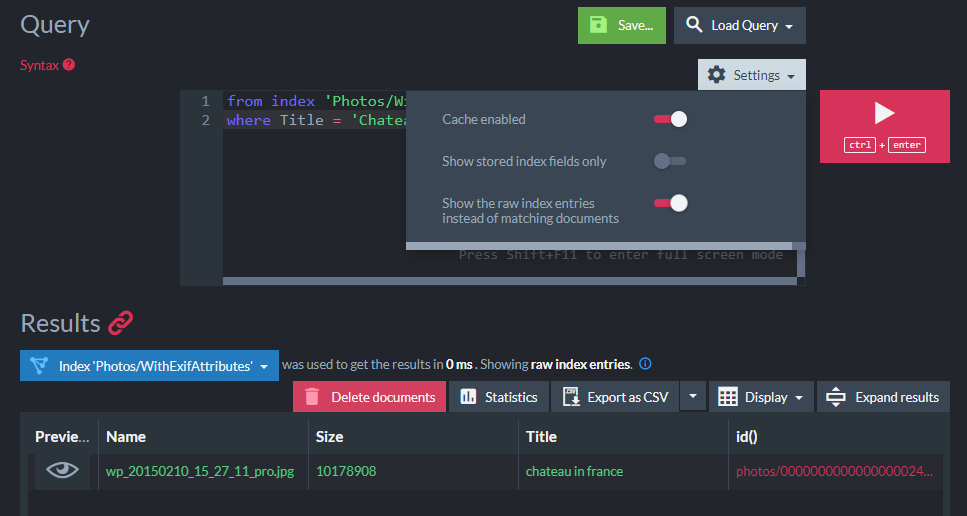 Query
Save...
Load Query
Syntax
Settings
1 from index 'Photos/Wi
2 where Title = 'Chatea
Cache enabled
Show stored index fields only
Show the raw index entries
instead of matching documents
ctrl + enter
Press Shift+F11 to enter full screen mode
Results
Index 'Photos/WithExifAttributes' was used to get the results in 0 ms . Showing raw index entries.
Delete documents Statistics Export as CSV Display Expand results
Previe... Name Size Title id()
wp_20150210_15_27_11_pro.jpg 10178908 chateau in france photos/0000000000000000024...